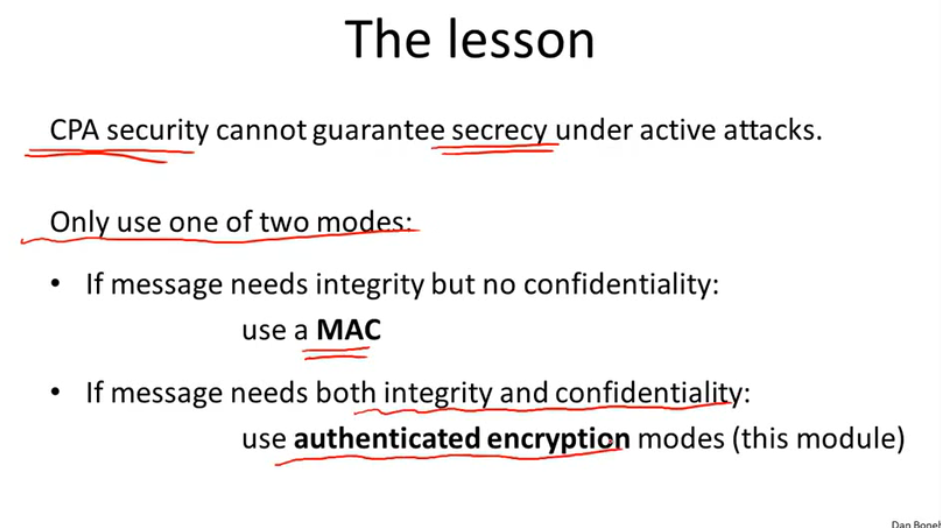 The lesson
CPA security cannot guarantee secrecy under active attacks.
Only use one of two modes:
• If message needs integrity but no confidentiality:
use a MAC
• If message needs both integrity and confidentiality:
use authenticated encryption modes (this module)
Dan Boneh